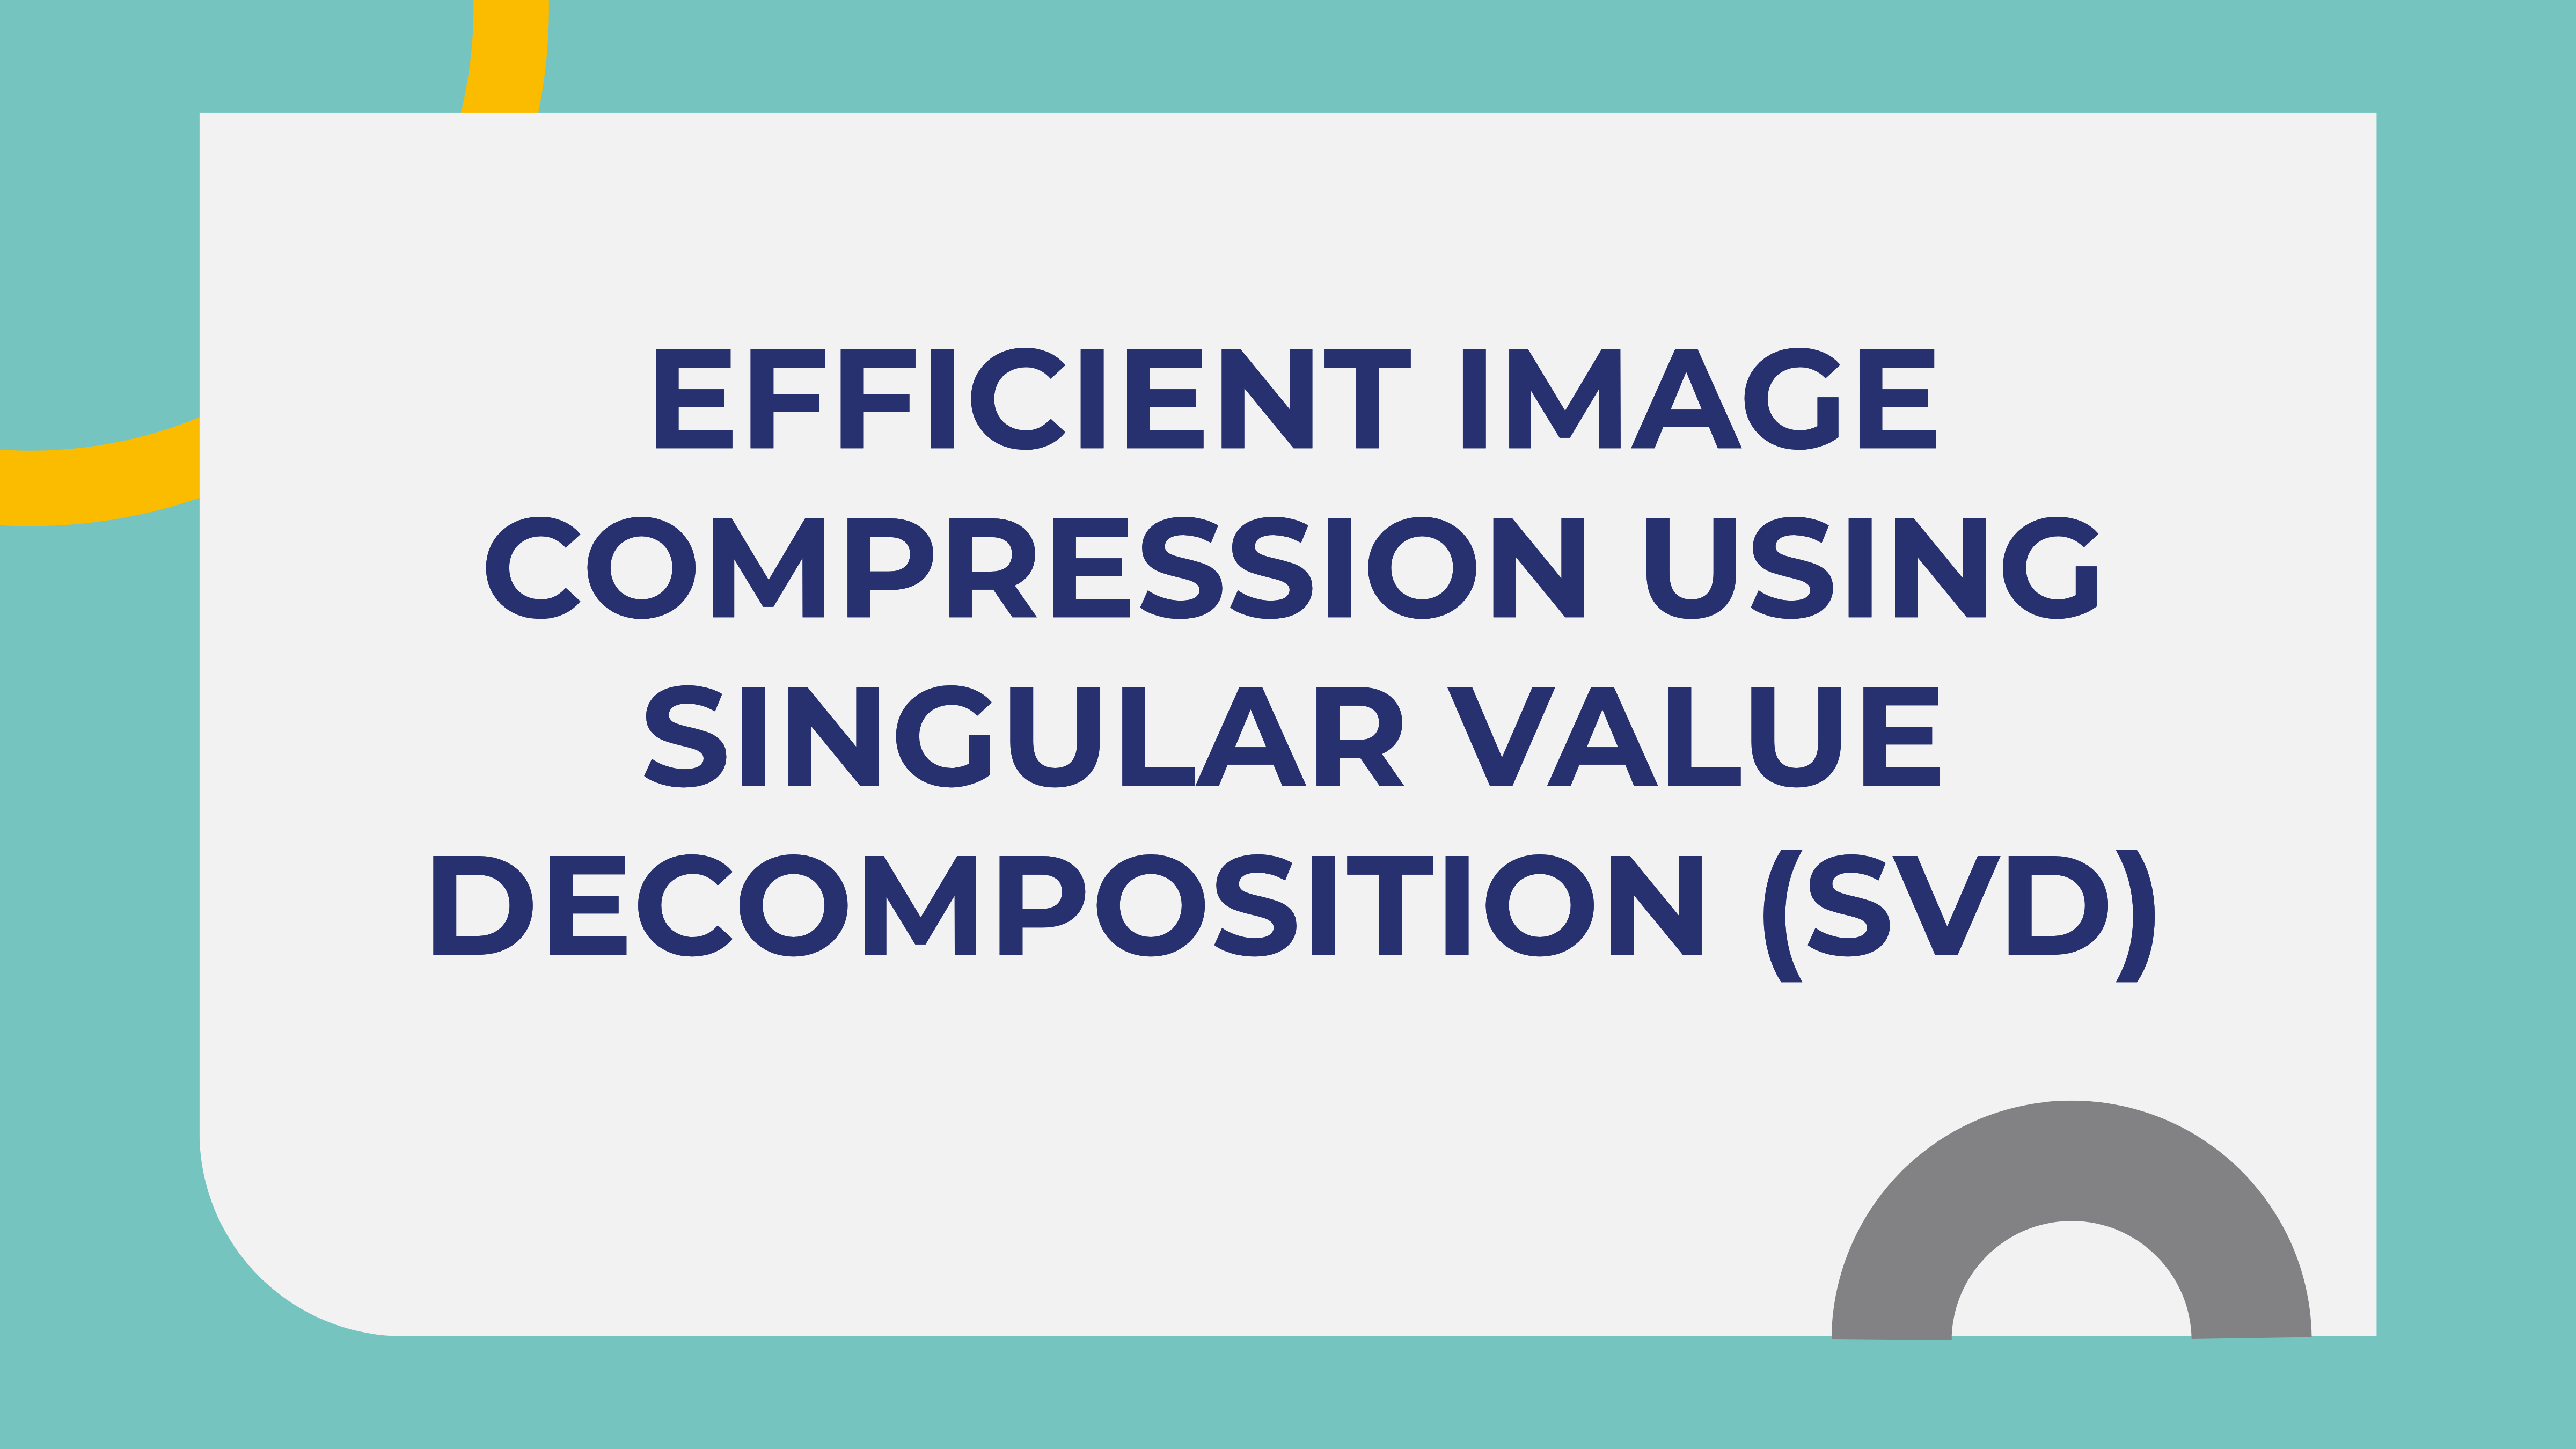 EFFICIENT IMAGE
COMPRESSION USING
SINGULAR VALUE
DECOMPOSITION (SVD)